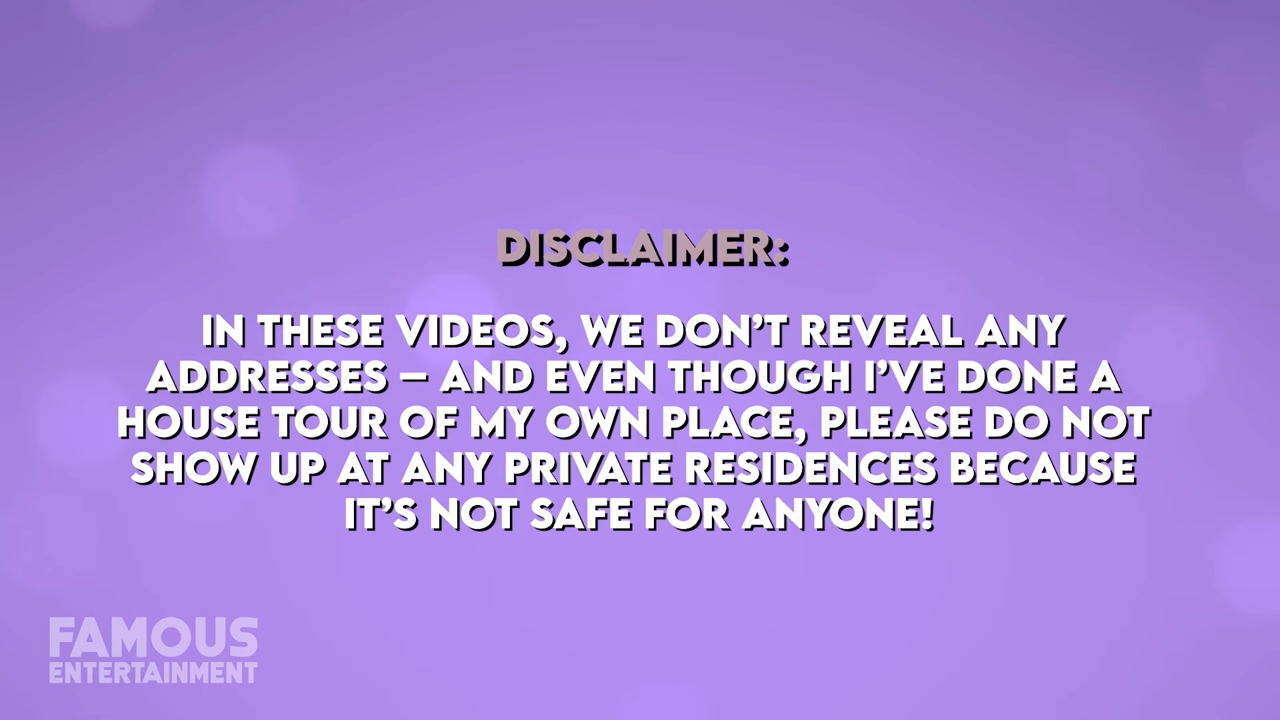 DISCLAIMER:
IN THESE VIDEOS, WE DON’T REVEAL ANY
ADDRESSES – AND EVEN THOUGH I’VE DONE A
HOUSE TOUR OF MY OWN PLACE, PLEASE DO NOT
SHOW UP AT ANY PRIVATE RESIDENCES BECAUSE
IT’S NOT SAFE FOR ANYONE!
FAMOUS
ENTERTAINMENT